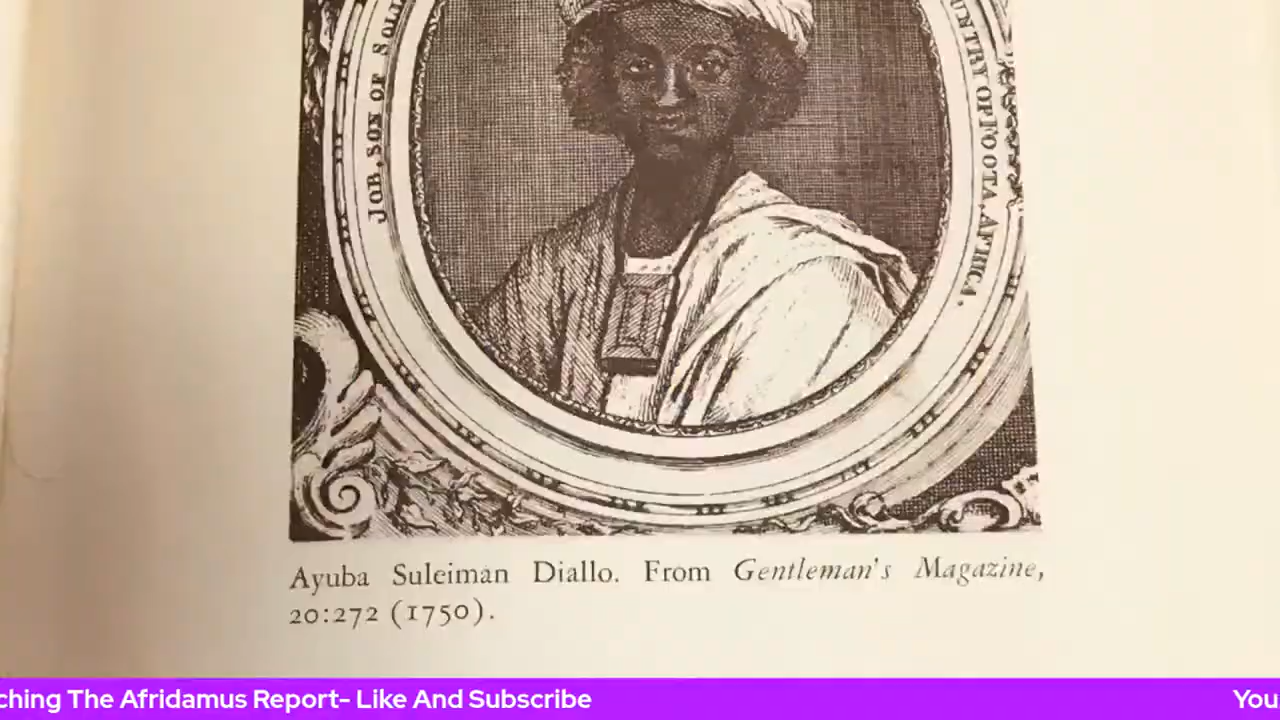 JOB, SON OF
UNTRY OF FOOTA, AFRICA.
Ayuba Suleiman Diallo. From Gentleman's Magazine,
20:272 (1750).
ching The Afridamus Report- Like And Subscribe
You